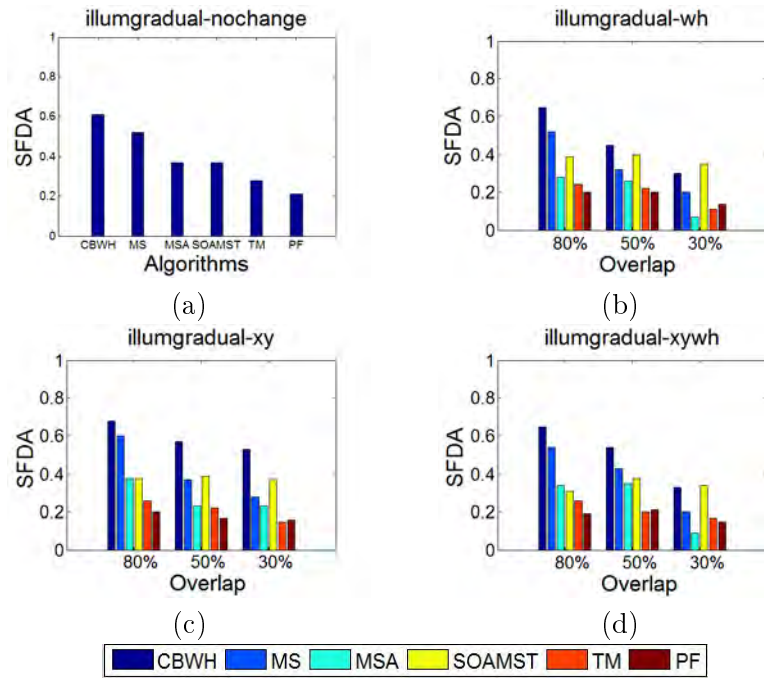 illumgradual-nochange
1
0.8
0.6
0.4
0.2
0
SFDA
CBWH MS MSA SOAMST TM PF
Algorithms
(a)
illumgradual-wh
1
0.8
0.6
0.4
0.2
0
SFDA
80% 50% 30%
Overlap
(b)
illumgradual-xy
1
0.8
0.6
0.4
0.2
0
SFDA
80% 50% 30%
Overlap
(c)
illumgradual-xywh
1
0.8
0.6
0.4
0.2
0
SFDA
80% 50% 30%
Overlap
(d)
CBWH MS MSA SOAMST TM PF